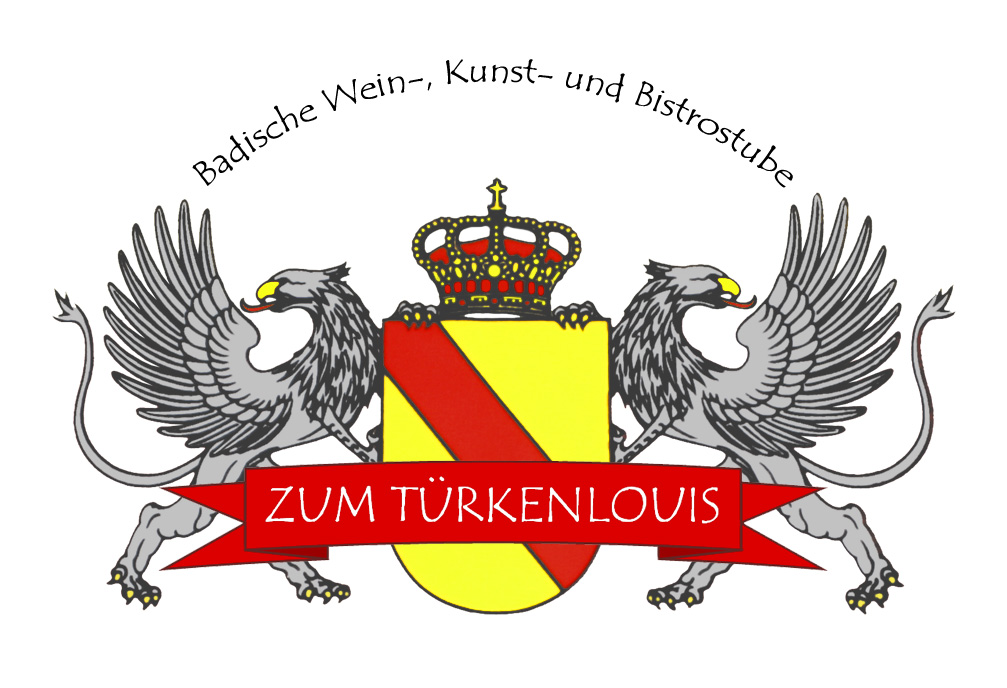 Badische Wein-, Kunst- und Bistrostube
ZUM TÜRKENLOUIS